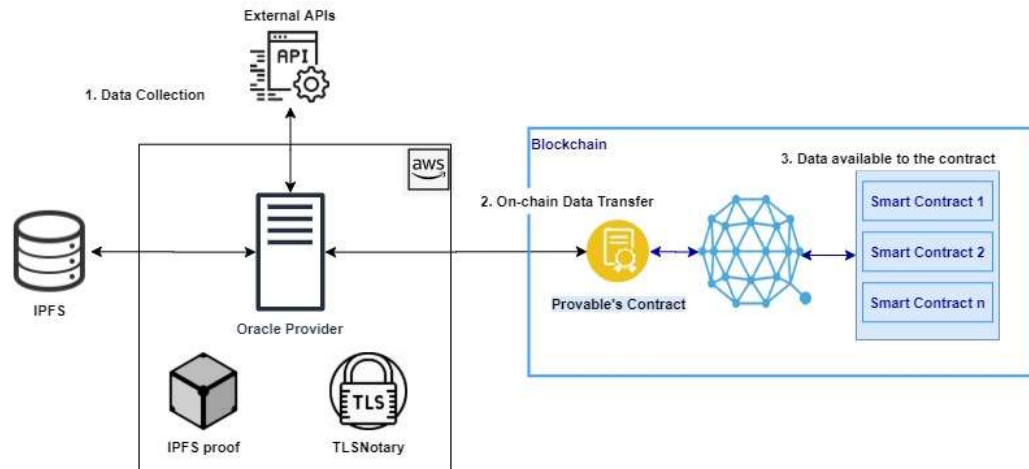 External APIs
API
1. Data Collection
aws
Blockchain
3. Data available to the contract
2. On-chain Data Transfer
Smart Contract 1
Smart Contract 2
Smart Contract n
IPFS
Oracle Provider
Provable's Contract
TLS
IPFS proof
TLSNotary